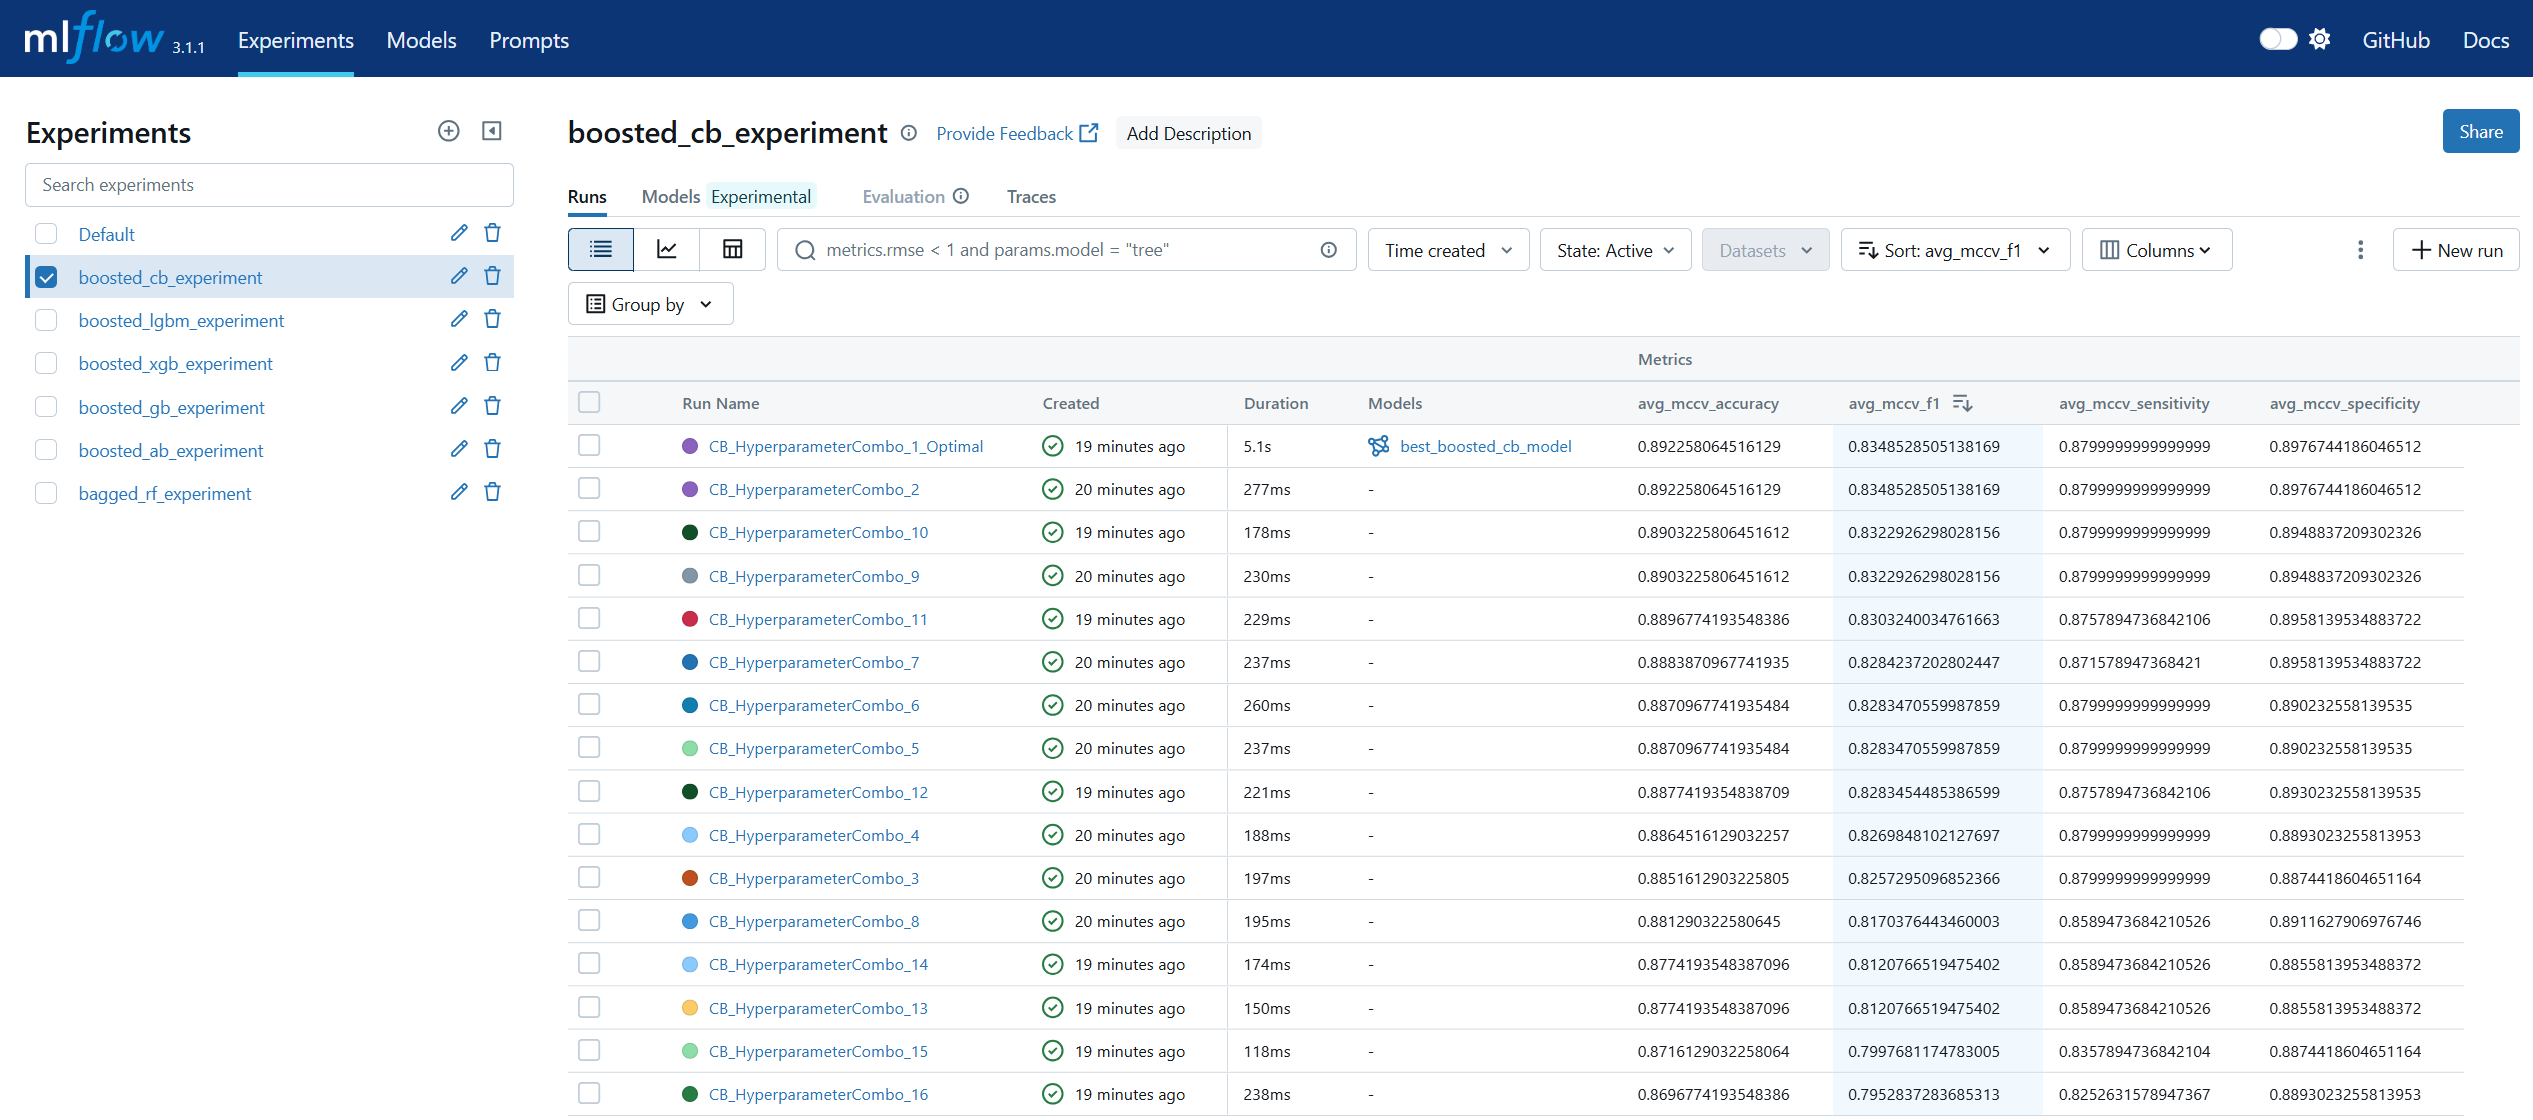 mlflow 3.1.1 Experiments Models Prompts GitHub Docs
Experiments
Search experiments
Default
boosted_cb_experiment
boosted_lgbm_experiment
boosted_xgb_experiment
boosted_gb_experiment
boosted_ab_experiment
bagged_rf_experiment
boosted_cb_experiment Provide Feedback Add Description Share
Runs Models Experimental Evaluation Traces
metrics.rmse < 1 and params.model = "tree" Time created State: Active Datasets Sort: avg_mccv_f1 Columns New run
Group by
Metrics
Run Name Created Duration Models avg_mccv_accuracy avg_mccv_f1 avg_mccv_sensitivity avg_mccv_specificity
CB_HyperparameterCombo_1_Optimal 19 minutes ago 5.1s best_boosted_cb_model 0.892258064516129 0.8348528505138169 0.8799999999999999 0.8976744186046512
CB_HyperparameterCombo_2 20 minutes ago 277ms - 0.892258064516129 0.8348528505138169 0.8799999999999999 0.8976744186046512
CB_HyperparameterCombo_10 19 minutes ago 178ms - 0.8903225806451612 0.8322926298028156 0.8799999999999999 0.8948837209302326
CB_HyperparameterCombo_9 20 minutes ago 230ms - 0.8903225806451612 0.8322926298028156 0.8799999999999999 0.8948837209302326
CB_HyperparameterCombo_11 19 minutes ago 229ms - 0.8896774193548386 0.8303240034761663 0.8757894736842106 0.8958139534883722
CB_HyperparameterCombo_7 20 minutes ago 237ms - 0.8883870967741935 0.8284237202802447 0.871578947368421 0.8958139534883722
CB_HyperparameterCombo_6 20 minutes ago 260ms - 0.8870967741935484 0.8283470559987859 0.8799999999999999 0.890232558139535
CB_HyperparameterCombo_5 20 minutes ago 237ms - 0.8870967741935484 0.8283470559987859 0.8799999999999999 0.890232558139535
CB_HyperparameterCombo_12 19 minutes ago 221ms - 0.8877419354838709 0.8283454485386599 0.8757894736842106 0.8930232558139535
CB_HyperparameterCombo_4 20 minutes ago 188ms - 0.8864516129032257 0.8269848102127697 0.8799999999999999 0.8893023255813953
CB_HyperparameterCombo_3 20 minutes ago 197ms - 0.8851612903225805 0.8257295096852366 0.8799999999999999 0.8874418604651164
CB_HyperparameterCombo_8 20 minutes ago 195ms - 0.881290322580645 0.8170376443460003 0.8589473684210526 0.8911627906976746
CB_HyperparameterCombo_14 19 minutes ago 174ms - 0.8774193548387096 0.8120766519475402 0.8589473684210526 0.8855813953488372
CB_HyperparameterCombo_13 19 minutes ago 150ms - 0.8774193548387096 0.8120766519475402 0.8589473684210526 0.8855813953488372
CB_HyperparameterCombo_15 19 minutes ago 118ms - 0.8716129032258064 0.7997681174783005 0.8357894736842104 0.8874418604651164
CB_HyperparameterCombo_16 19 minutes ago 238ms - 0.8696774193548386 0.7952837283685313 0.8252631578947367 0.8893023255813953